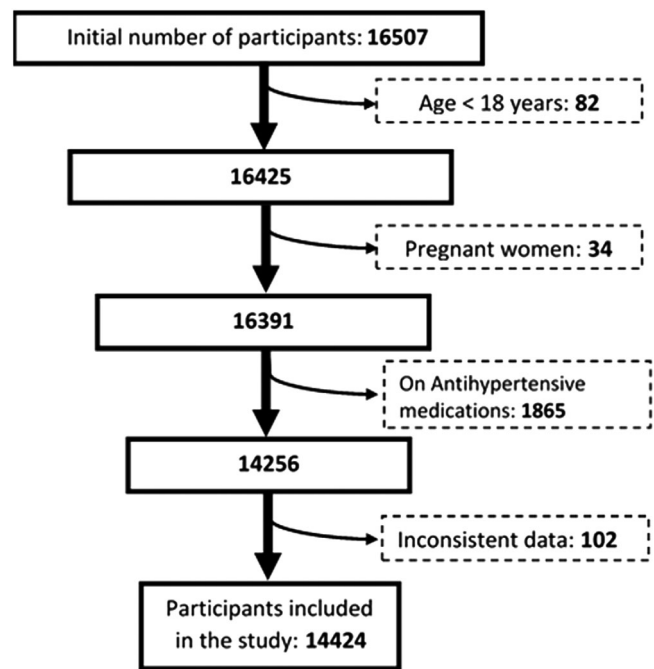 Initial number of participants: 16507
Age < 18 years: 82
16425
Pregnant women: 34
16391
On Antihypertensive
medications: 1865
14256
Inconsistent data: 102
Participants included
in the study: 14424